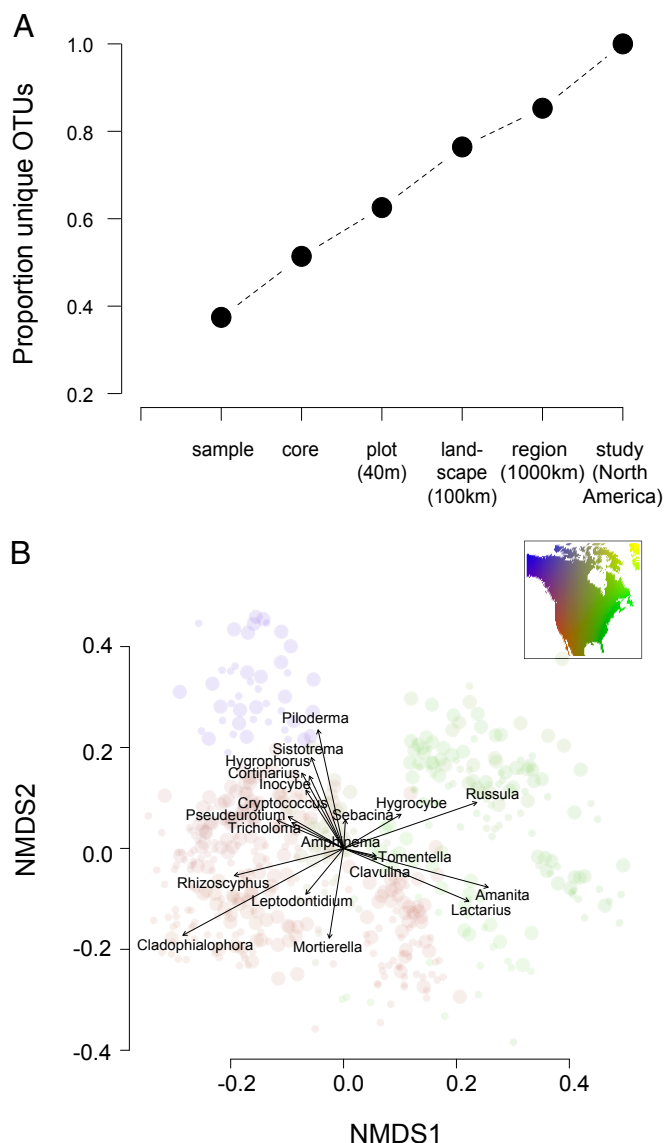 A
Proportion unique OTUs
1.0
0.8
0.6
0.4
0.2
sample
core
plot
(40m)
land-
scape
(100km)
region
(1000km)
study
(North
America)
B
NMDS2
0.4
0.2
0.0
-0.2
-0.4
Piloderma
Sistotrema
Hygrophorus
Cortinarius
Inocybe
Cryptococcus
Pseudeurotium
Tricholoma
Sebacina
Hygrocybe
Russula
Amphinema
Tomentella
Clavulina
Rhizoscyphus
Leptodontidium
Amanita
Lactarius
Cladophialophora
Mortierella
-0.2
0.0
0.2
0.4
NMDS1